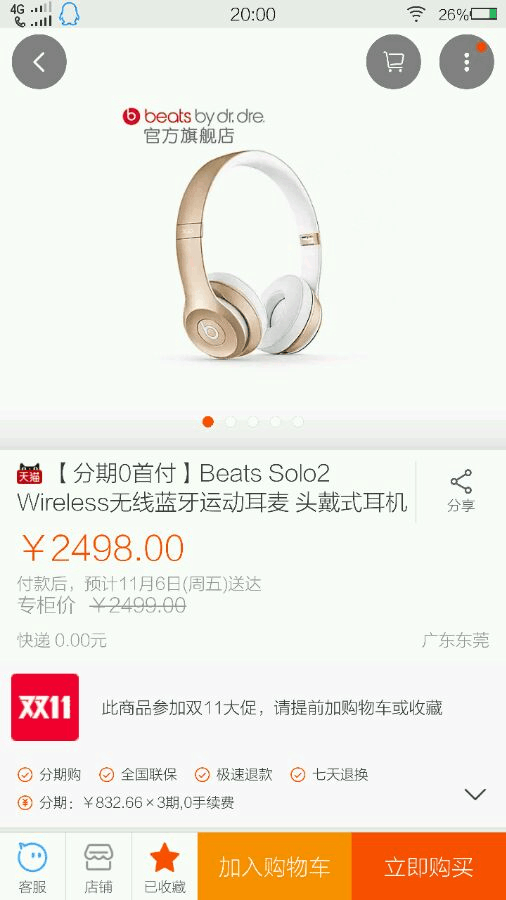 4G
20:00
26%
beats by dr. dre.
官方旗舰店
天猫 【分期0首付】Beats Solo2
Wireless无线蓝牙运动耳麦 头戴式耳机
分享
￥2498.00
付款后，预计11月6日(周五)送达
专柜价 ￥2499.00
快递 0.00元
广东东莞
双11
此商品参加双11大促，请提前加购物车或收藏
分期购
全国联保
极速退款
七天退换
分期：￥832.66×3期,0手续费
客服
店铺
已收藏
加入购物车
立即购买